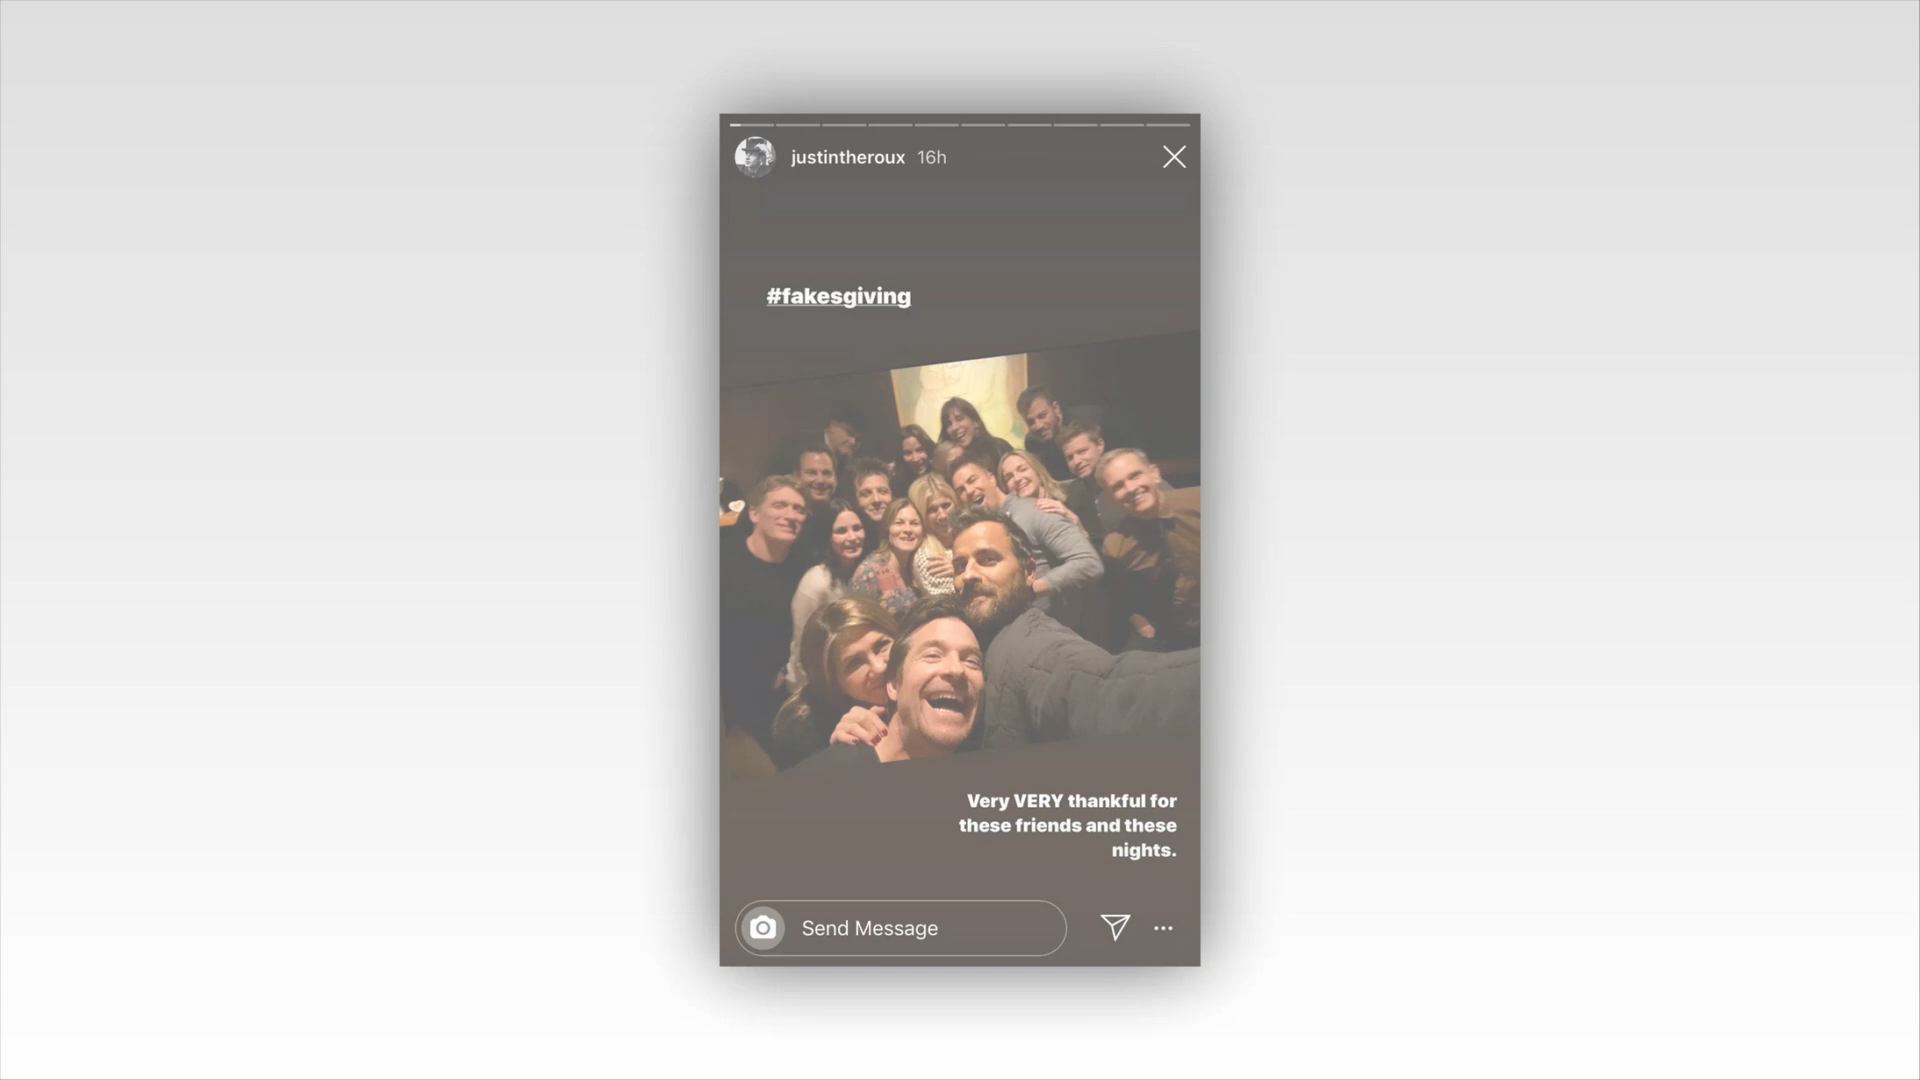 justintheroux 16h
#fakesgiving
Very VERY thankful for
these friends and these
nights.
Send Message